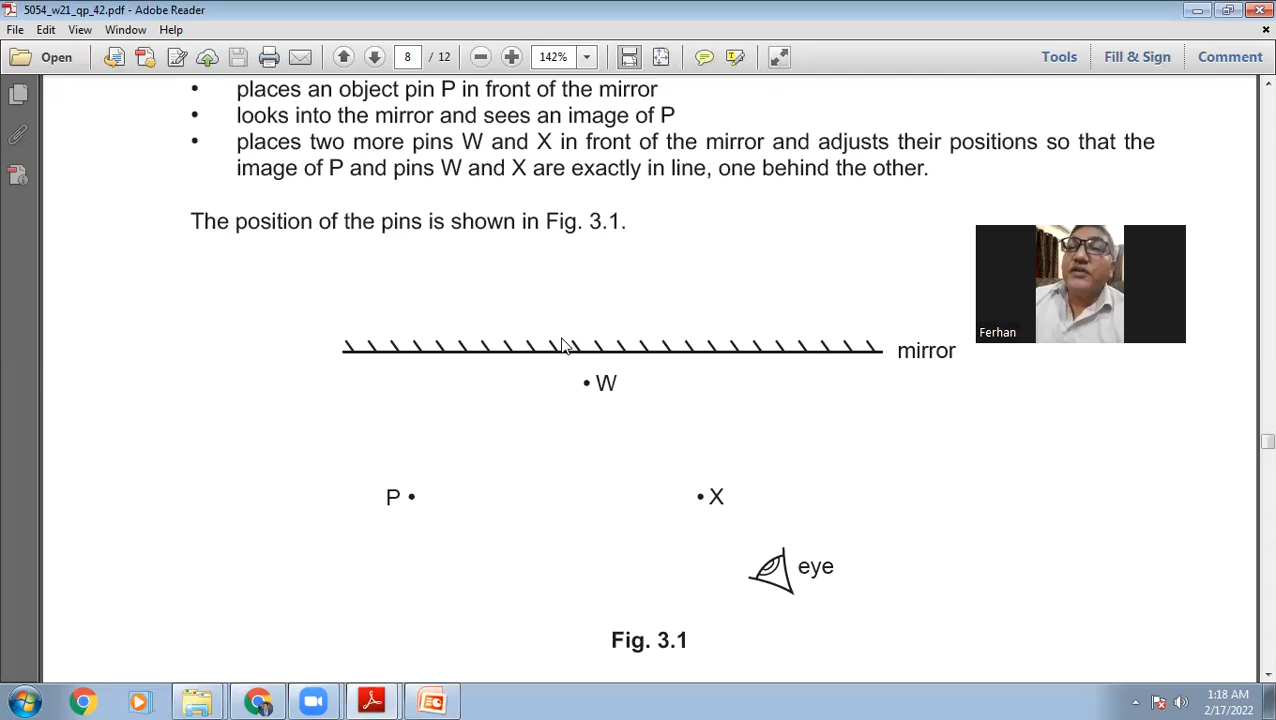 5054_w21_qp_42.pdf - Adobe Reader
File Edit View Window Help
Open 8 / 12 142% Tools Fill & Sign Comment
• places an object pin P in front of the mirror
• looks into the mirror and sees an image of P
• places two more pins W and X in front of the mirror and adjusts their positions so that the
image of P and pins W and X are exactly in line, one behind the other.
The position of the pins is shown in Fig. 3.1.
Ferhan
mirror
W
P
X
eye
Fig. 3.1
1:18 AM
2/17/2022